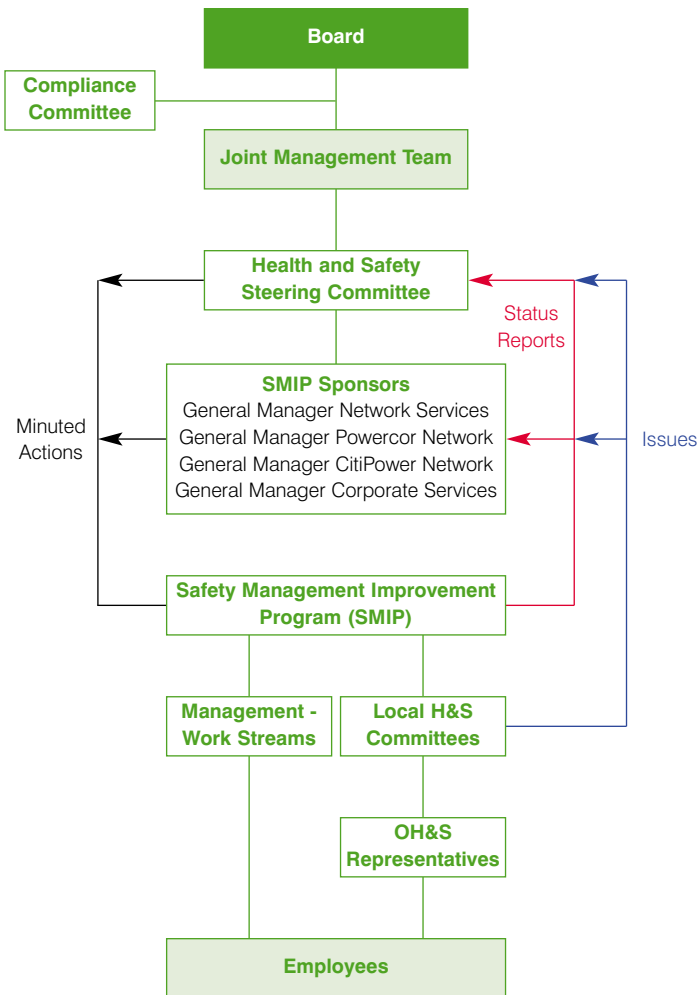 Board
Compliance
Committee
Joint Management Team
Health and Safety
Steering Committee
Status
Reports
SMIP Sponsors
General Manager Network Services
General Manager Powercor Network
General Manager CitiPower Network
General Manager Corporate Services
Minuted
Actions
Issues
Safety Management Improvement
Program (SMIP)
Management -
Work Streams
Local H&S
Committees
OH&S
Representatives
Employees